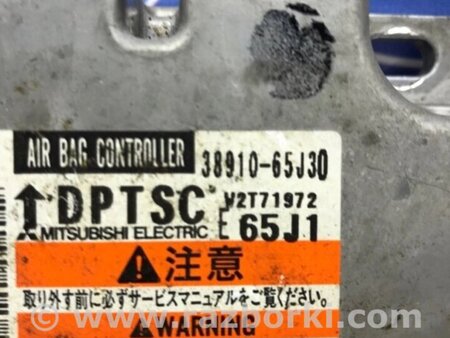 AIR BAG CONTROLLER 38910-65J30
DPTSC W2T71972
MITSUBISHI ELECTRIC E 65J1
注意
取り外す前に必ずサービスマニュアルをご覧ください。
WARNING
www.razborki.com